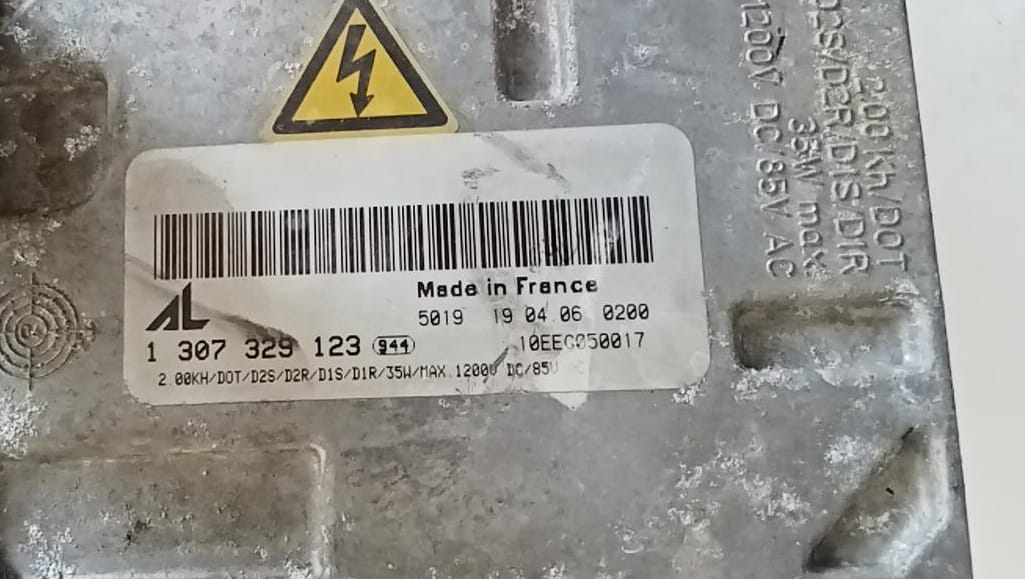 Made in France
5019 19 04 06 0200
AL
1 307 329 123 944
10EEG050017
2.00KH/DOT/D2S/D2R/D1S/D1R/35W/MAX.1200V DC/85V AC
2.00 Kh/DOT
D2S/D2R/D1S/D1R
35W max
1200V DC 85V AC